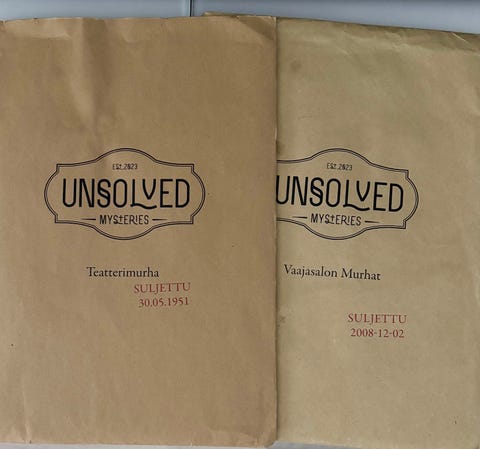 EST. 2023
UNSOLVED
MYSTERIES
Teatterimurha
SULJETTU
30.05.1951
EST. 2023
UNSOLVED
MYSTERIES
Vaajasalon Murhat
SULJETTU
2008-12-02